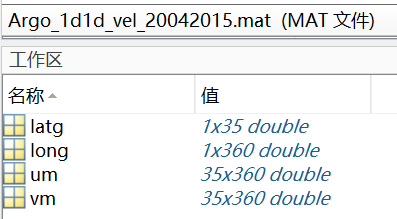 Argo_1d1d_vel_20042015.mat (MAT 文件)
工作区
名称 值
latg 1x35 double
long 1x360 double
um 35x360 double
vm 35x360 double